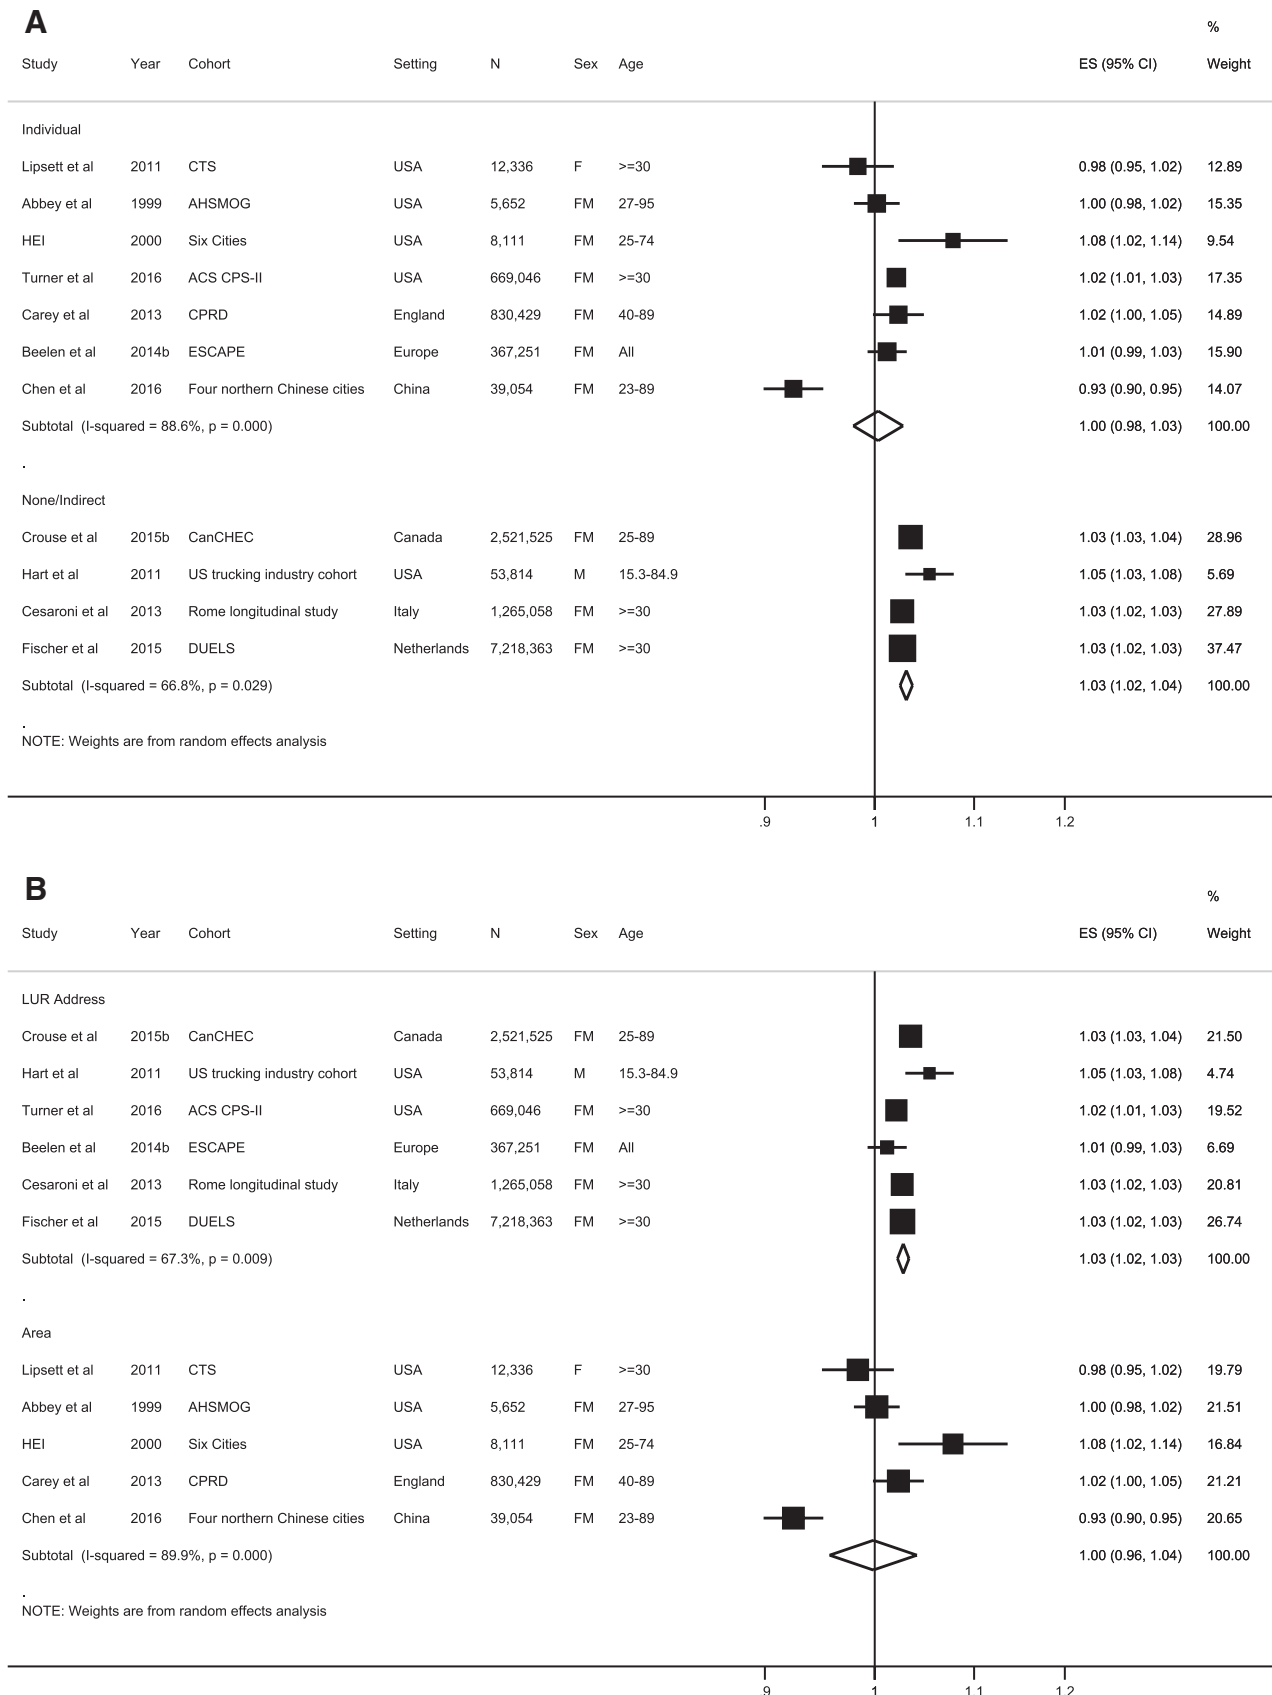 A
%
Study Year Cohort Setting N Sex Age ES (95% CI) Weight
Individual
Lipsett et al 2011 CTS USA 12,336 F >=30 0.98 (0.95, 1.02) 12.89
Abbey et al 1999 AHSMOG USA 5,652 FM 27-95 1.00 (0.98, 1.02) 15.35
HEI 2000 Six Cities USA 8,111 FM 25-74 1.08 (1.02, 1.14) 9.54
Turner et al 2016 ACS CPS-II USA 669,046 FM >=30 1.02 (1.01, 1.03) 17.35
Carey et al 2013 CPRD England 830,429 FM 40-89 1.02 (1.00, 1.05) 14.89
Beelen et al 2014b ESCAPE Europe 367,251 FM All 1.01 (0.99, 1.03) 15.90
Chen et al 2016 Four northern Chinese cities China 39,054 FM 23-89 0.93 (0.90, 0.95) 14.07
Subtotal (I-squared = 88.6%, p = 0.000) 1.00 (0.98, 1.03) 100.00
.
None/Indirect
Crouse et al 2015b CanCHEC Canada 2,521,525 FM 25-89 1.03 (1.03, 1.04) 28.96
Hart et al 2011 US trucking industry cohort USA 53,814 M 15.3-84.9 1.05 (1.03, 1.08) 5.69
Cesaroni et al 2013 Rome longitudinal study Italy 1,265,058 FM >=30 1.03 (1.02, 1.03) 27.89
Fischer et al 2015 DUELS Netherlands 7,218,363 FM >=30 1.03 (1.02, 1.03) 37.47
Subtotal (I-squared = 66.8%, p = 0.029) 1.03 (1.02, 1.04) 100.00
.
NOTE: Weights are from random effects analysis
.9 1 1.1 1.2
B
%
Study Year Cohort Setting N Sex Age ES (95% CI) Weight
LUR Address
Crouse et al 2015b CanCHEC Canada 2,521,525 FM 25-89 1.03 (1.03, 1.04) 21.50
Hart et al 2011 US trucking industry cohort USA 53,814 M 15.3-84.9 1.05 (1.03, 1.08) 4.74
Turner et al 2016 ACS CPS-II USA 669,046 FM >=30 1.02 (1.01, 1.03) 19.52
Beelen et al 2014b ESCAPE Europe 367,251 FM All 1.01 (0.99, 1.03) 6.69
Cesaroni et al 2013 Rome longitudinal study Italy 1,265,058 FM >=30 1.03 (1.02, 1.03) 20.81
Fischer et al 2015 DUELS Netherlands 7,218,363 FM >=30 1.03 (1.02, 1.03) 26.74
Subtotal (I-squared = 67.3%, p = 0.009) 1.03 (1.02, 1.03) 100.00
.
Area
Lipsett et al 2011 CTS USA 12,336 F >=30 0.98 (0.95, 1.02) 19.79
Abbey et al 1999 AHSMOG USA 5,652 FM 27-95 1.00 (0.98, 1.02) 21.51
HEI 2000 Six Cities USA 8,111 FM 25-74 1.08 (1.02, 1.14) 16.84
Carey et al 2013 CPRD England 830,429 FM 40-89 1.02 (1.00, 1.05) 21.21
Chen et al 2016 Four northern Chinese cities China 39,054 FM 23-89 0.93 (0.90, 0.95) 20.65
Subtotal (I-squared = 89.9%, p = 0.000) 1.00 (0.96, 1.04) 100.00
.
NOTE: Weights are from random effects analysis
.9 1 1.1 1.2